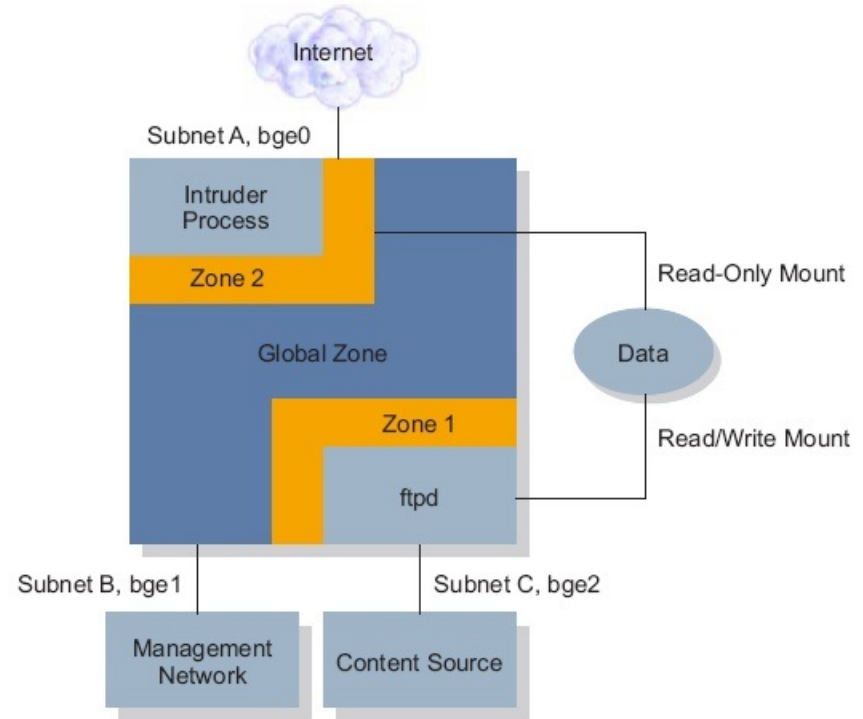 Internet
Subnet A, bge0
Intruder
Process
Zone 2
Read-Only Mount
Global Zone
Data
Zone 1
Read/Write Mount
ftpd
Subnet B, bge1
Subnet C, bge2
Management
Network
Content Source